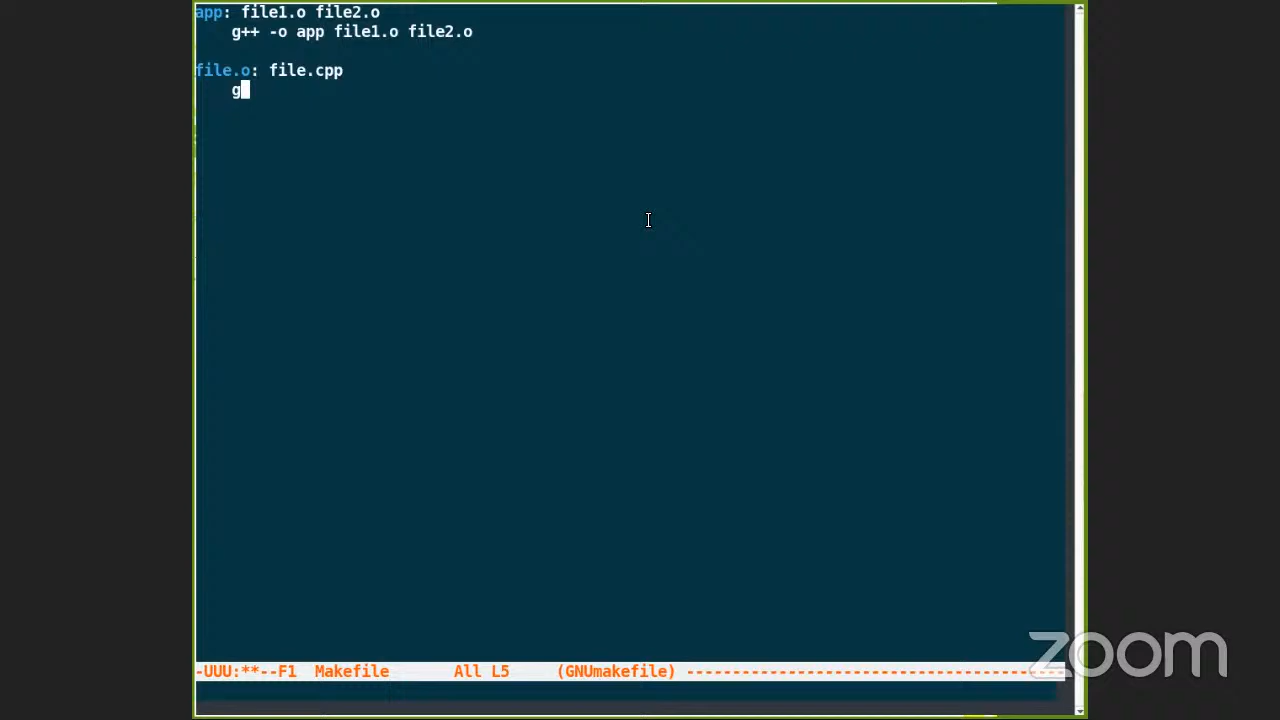 app: file1.o file2.o
g++ -o app file1.o file2.o
file.o: file.cpp
g
-UUU:**--F1  Makefile       All L5     (GNUmakefile) -----------------------------------------
zoom